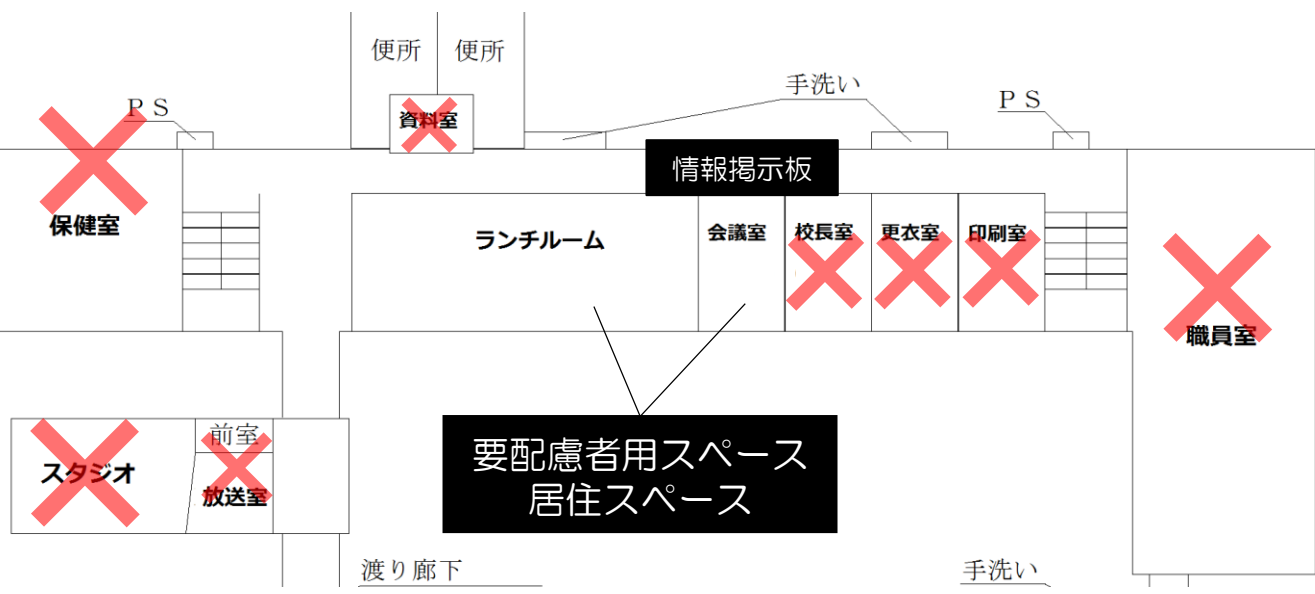 便所
便所
手洗い
ＰＳ
ＰＳ
資料室
情報掲示板
保健室
ランチルーム
会議室
校長室
更衣室
印刷室
職員室
要配慮者用スペース
居住スペース
前室
スタジオ
放送室
渡り廊下
手洗い